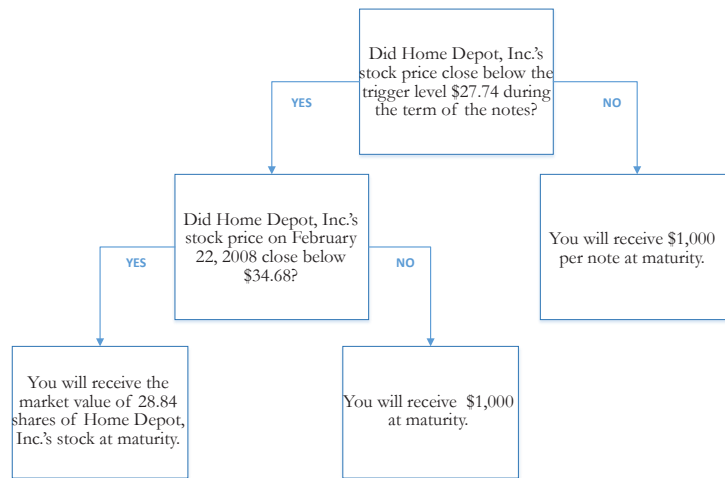 Did Home Depot, Inc.'s
stock price close below the
trigger level $27.74 during
the term of the notes?
YES
NO
Did Home Depot, Inc.'s
stock price on February
22, 2008 close below
$34.68?
You will receive $1,000
per note at maturity.
YES
NO
You will receive the
market value of 28.84
shares of Home Depot,
Inc.'s stock at maturity.
You will receive $1,000
at maturity.